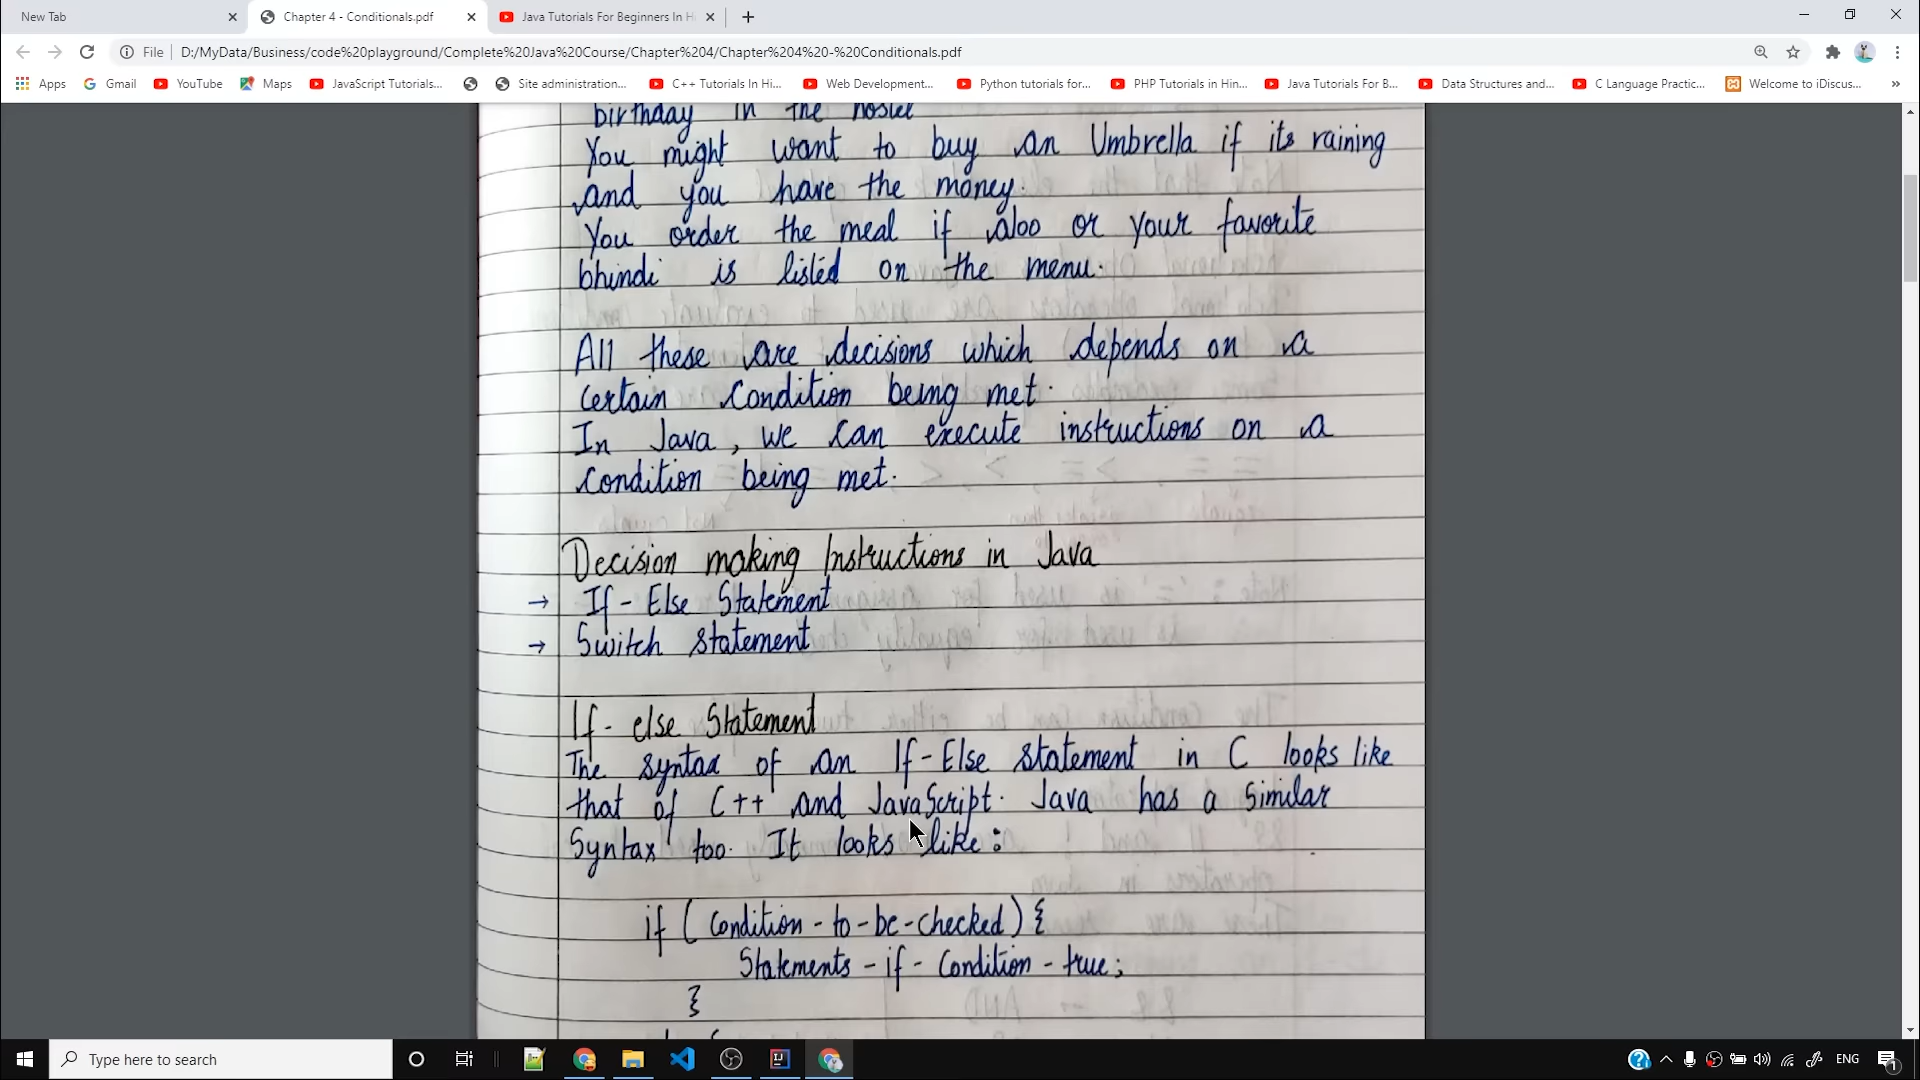 New Tab
Chapter 4 - Conditionals.pdf
Java Tutorials For Beginners In H
File
D:/MyData/Business/code%20playground/Complete%20Java%20Course/Chapter%204/Chapter%204%20-%20Conditionals.pdf
Apps
Gmail
YouTube
Maps
JavaScript Tutorials...
Site administration...
C++ Tutorials In Hi...
Web Development...
Python tutorials for...
PHP Tutorials in Hin...
Java Tutorials For B...
Data Structures and...
C Language Practic...
Welcome to iDiscus...
»
birthday in the hostel
You might want to buy an Umbrella if its raining
and you have the money.
You order the meal if aloo or your favorite
bhindi is listed on the menu.
All these are decisions which depends on a
certain condition being met.
In Java, we can execute instructions on a
condition being met.
Decision making Instructions in Java
→ If - Else Statement
→ Switch statement
If - else Statement
The syntax of an If-Else statement in C looks like
that of C++ and JavaScript. Java has a similar
Syntax too. It looks like:
if ( Condition - to - be - checked ) {
Statements - if - Condition - true;
}
Type here to search
ENG
1